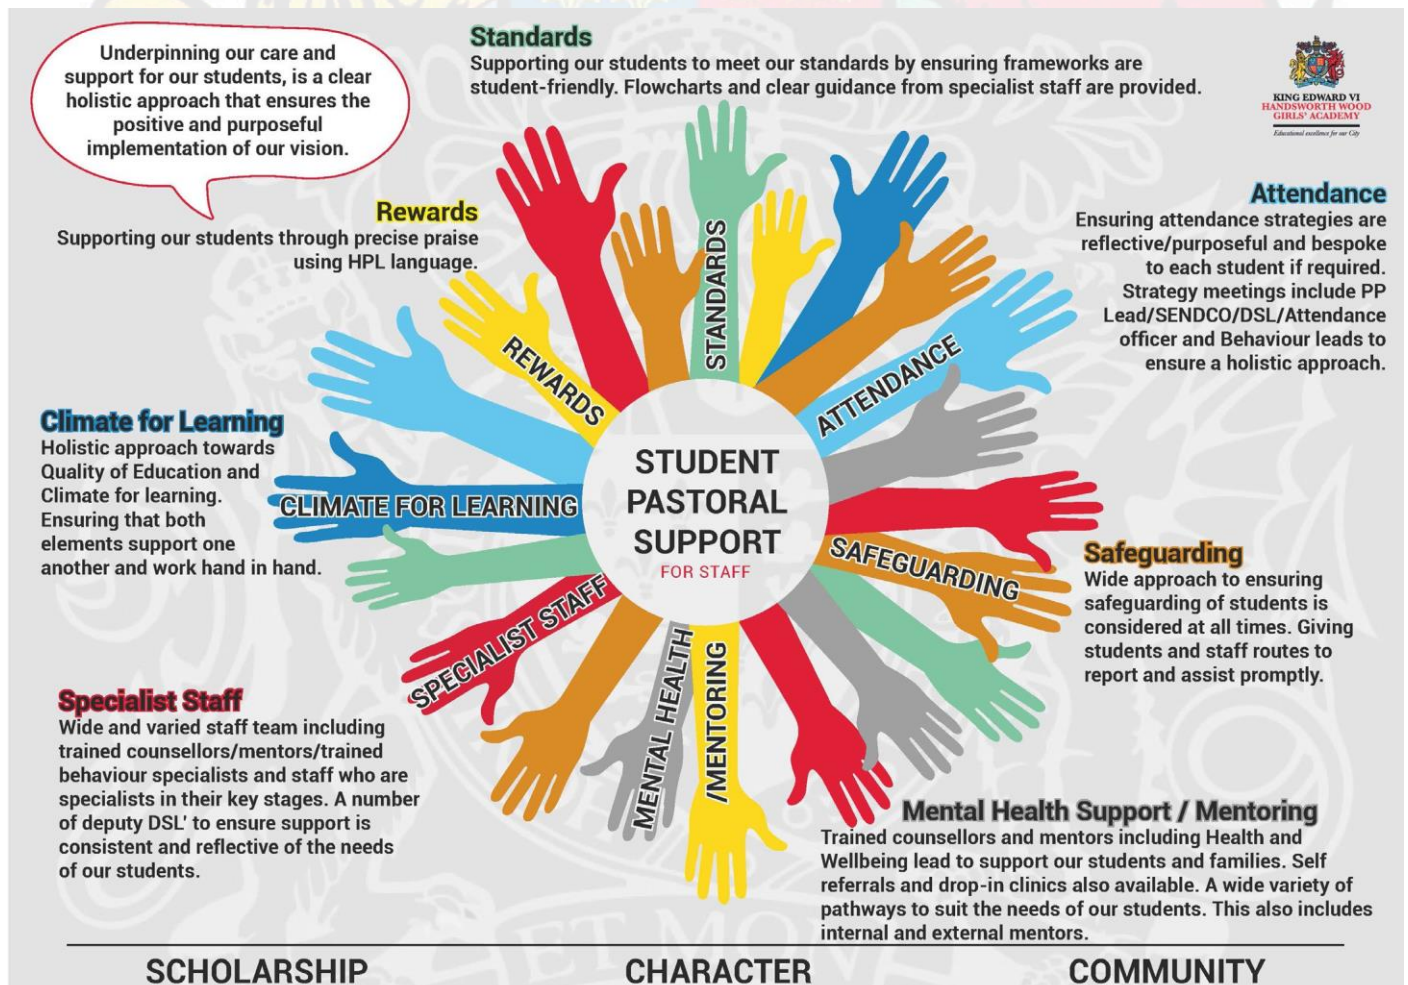 Underpinning our care and
support for our students, is a clear
holistic approach that ensures the
positive and purposeful
implementation of our vision.
Standards
Supporting our students to meet our standards by ensuring frameworks are
student-friendly. Flowcharts and clear guidance from specialist staff are provided.
KING EDWARD VI
HANDSWORTH WOOD
GIRLS' ACADEMY
Educational excellence for our City
Rewards
Supporting our students through precise praise
using HPL language.
Attendance
Ensuring attendance strategies are
reflective/purposeful and bespoke
to each student if required.
Strategy meetings include PP
Lead/SENDCO/DSL/Attendance
officer and Behaviour leads to
ensure a holistic approach.
Climate for Learning
Holistic approach towards
Quality of Education and
Climate for learning.
Ensuring that both
elements support one
another and work hand in hand.
STANDARDS
REWARDS
ATTENDANCE
CLIMATE FOR LEARNING
STUDENT
PASTORAL
SUPPORT
FOR STAFF
SAFEGUARDING
SPECIALIST STAFF
MENTAL HEALTH
/MENTORING
Safeguarding
Wide approach to ensuring
safeguarding of students is
considered at all times. Giving
students and staff routes to
report and assist promptly.
Specialist Staff
Wide and varied staff team including
trained counsellors/mentors/trained
behaviour specialists and staff who are
specialists in their key stages. A number
of deputy DSL' to ensure support is
consistent and reflective of the needs
of our students.
Mental Health Support / Mentoring
Trained counsellors and mentors including Health and
Wellbeing lead to support our students and families. Self
referrals and drop-in clinics also available. A wide variety of
pathways to suit the needs of our students. This also includes
internal and external mentors.
ET MON
SCHOLARSHIP
CHARACTER
COMMUNITY